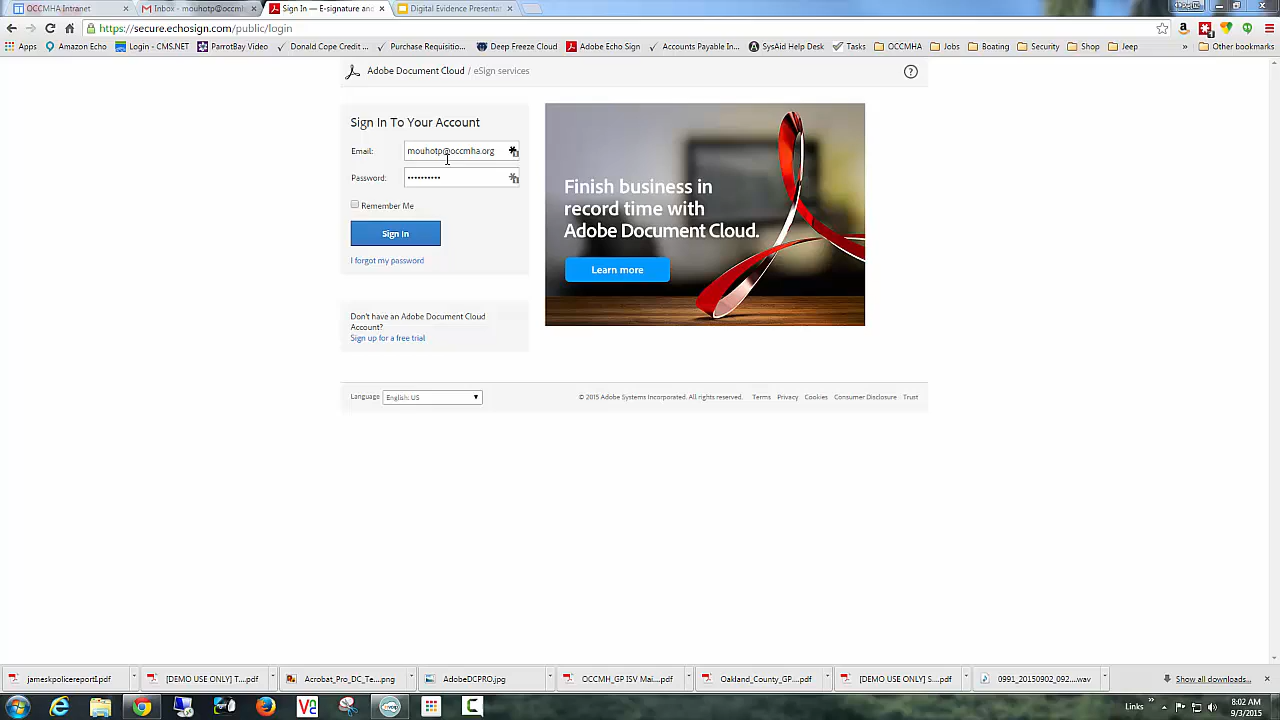 OCCMHA Intranet
Inbox - mouhotp@occml
Sign In — E-signature and
Digital Evidence Presentat
https://secure.echosign.com/public/login
Apps
Amazon Echo
Login - CMS.NET
ParrotBay Video
Donald Cope Credit ...
Purchase Requisitio...
Deep Freeze Cloud
Adobe Echo Sign
Accounts Payable In...
SysAid Help Desk
Tasks
OCCMHA
Jobs
Boating
Security
Shop
Jeep
»
Other bookmarks
Adobe Document Cloud / eSign services
?
Sign In To Your Account
Email: mouhotp@occmha.org
Password: ••••••••••
Remember Me
Sign In
I forgot my password
Don't have an Adobe Document Cloud
Account?
Sign up for a free trial
Finish business in
record time with
Adobe Document Cloud.
Learn more
Language English: US
© 2015 Adobe Systems Incorporated. All rights reserved. Terms Privacy Cookies Consumer Disclosure Trust
jameskpolicereport1.pdf
[DEMO USE ONLY] T....pdf
Acrobat_Pro_DC_Te....png
AdobeDCPRO.jpg
OCCMH_GP ISV Mai....pdf
Oakland_County_GP....pdf
[DEMO USE ONLY] S....pdf
0991_20150902_092....wav
Show all downloads...
Links »
8:02 AM
9/3/2015